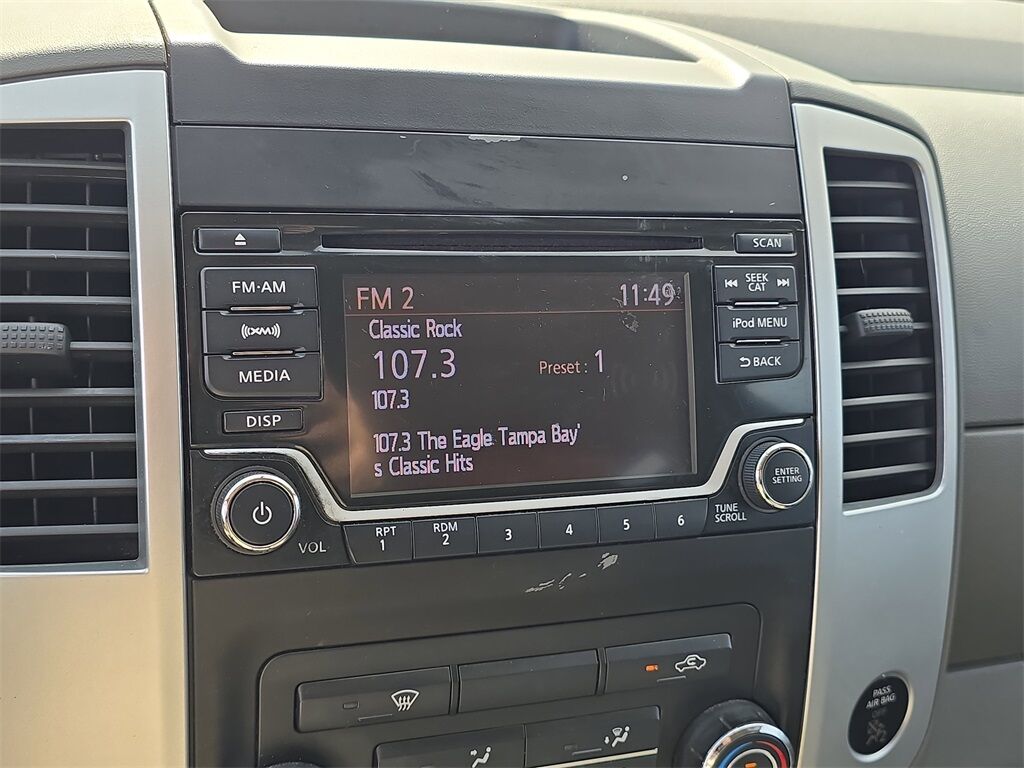 SCAN
FM·AM
SEEK
CAT
((XM))
iPod MENU
MEDIA
BACK
DISP
FM 2 11:49
Classic Rock
107.3 Preset : 1
107.3
107.3 The Eagle Tampa Bay'
s Classic Hits
ENTER
SETTING
TUNE
SCROLL
VOL
RPT
1
RDM
2
3
4
5
6
PASS
AIR BAG